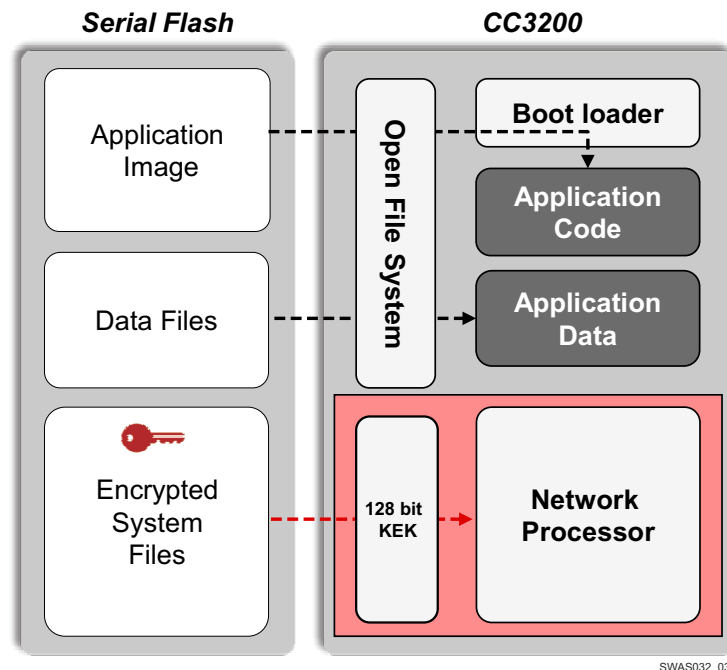 Serial Flash
CC3200
Application
Image
Data Files
Encrypted
System
Files
Open File System
Boot loader
Application
Code
Application
Data
128 bit
KEK
Network
Processor